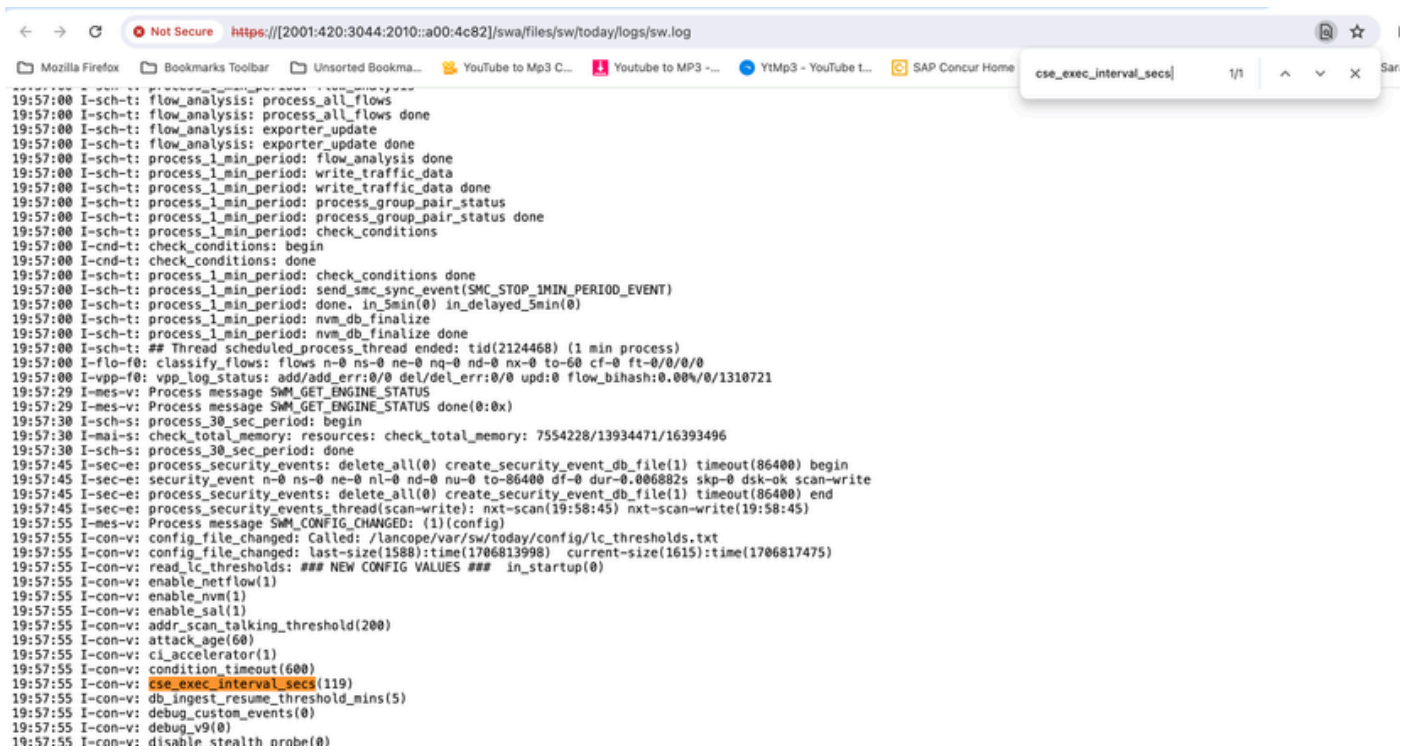 Not Secure https://[2001:420:3044:2010::a00:4c82]/swa/files/sw/today/logs/sw.log
Mozilla Firefox Bookmarks Toolbar Unsorted Bookma... YouTube to Mp3 C... Youtube to MP3 -... YtMp3 - YouTube t... SAP Concur Home
cse_exec_interval_secs 1/1
19:57:00 I-sch-t: process_1_min_period: flow_analysis
19:57:00 I-sch-t: flow_analysis: process_all_flows
19:57:00 I-sch-t: flow_analysis: process_all_flows done
19:57:00 I-sch-t: flow_analysis: exporter_update
19:57:00 I-sch-t: flow_analysis: exporter_update done
19:57:00 I-sch-t: process_1_min_period: flow_analysis done
19:57:00 I-sch-t: process_1_min_period: write_traffic_data
19:57:00 I-sch-t: process_1_min_period: write_traffic_data done
19:57:00 I-sch-t: process_1_min_period: process_group_pair_status
19:57:00 I-sch-t: process_1_min_period: process_group_pair_status done
19:57:00 I-sch-t: process_1_min_period: check_conditions
19:57:00 I-cnd-t: check_conditions: begin
19:57:00 I-cnd-t: check_conditions: done
19:57:00 I-sch-t: process_1_min_period: check_conditions done
19:57:00 I-sch-t: process_1_min_period: send_smc_sync_event(SMC_STOP_1MIN_PERIOD_EVENT)
19:57:00 I-sch-t: process_1_min_period: done. in_5min(0) in_delayed_5min(0)
19:57:00 I-sch-t: process_1_min_period: nvm_db_finalize
19:57:00 I-sch-t: process_1_min_period: nvm_db_finalize done
19:57:00 I-sch-t: ## Thread scheduled_process_thread ended: tid(2124468) (1 min process)
19:57:00 I-flo-f0: classify_flows: flows n-0 ns-0 ne-0 nq-0 nd-0 nx-0 to-60 cf-0 ft-0/0/0/0
19:57:00 I-vpp-f0: vpp_log_status: add/add_err:0/0 del/del_err:0/0 upd:0 flow_bihash:0.00%/0/1310721
19:57:29 I-mes-v: Process message SWM_GET_ENGINE_STATUS
19:57:29 I-mes-v: Process message SWM_GET_ENGINE_STATUS done(0:0x)
19:57:30 I-sch-s: process_30_sec_period: begin
19:57:30 I-mai-s: check_total_memory: resources: check_total_memory: 7554228/13934471/16393496
19:57:30 I-sch-s: process_30_sec_period: done
19:57:45 I-sec-e: process_security_events: delete_all(0) create_security_event_db_file(1) timeout(86400) begin
19:57:45 I-sec-e: security_event n-0 ns-0 ne-0 nl-0 nd-0 nu-0 to-86400 df-0 dur-0.006882s skp-0 dsk-ok scan-write
19:57:45 I-sec-e: process_security_events: delete_all(0) create_security_event_db_file(1) timeout(86400) end
19:57:45 I-sec-e: process_security_events_thread(scan-write): nxt-scan(19:58:45) nxt-scan-write(19:58:45)
19:57:55 I-mes-v: Process message SWM_CONFIG_CHANGED: (1)(config)
19:57:55 I-con-v: config_file_changed: Called: /lancope/var/sw/today/config/lc_thresholds.txt
19:57:55 I-con-v: config_file_changed: last-size(1588):time(1706813998) current-size(1615):time(1706817475)
19:57:55 I-con-v: read_lc_thresholds: ### NEW CONFIG VALUES ### in_startup(0)
19:57:55 I-con-v: enable_netflow(1)
19:57:55 I-con-v: enable_nvm(1)
19:57:55 I-con-v: enable_sal(1)
19:57:55 I-con-v: addr_scan_talking_threshold(200)
19:57:55 I-con-v: attack_age(60)
19:57:55 I-con-v: ci_accelerator(1)
19:57:55 I-con-v: condition_timeout(600)
19:57:55 I-con-v: cse_exec_interval_secs(119)
19:57:55 I-con-v: db_ingest_resume_threshold_mins(5)
19:57:55 I-con-v: debug_custom_events(0)
19:57:55 I-con-v: debug_v9(0)
19:57:55 I-con-v: disable_stealth_probe(0)